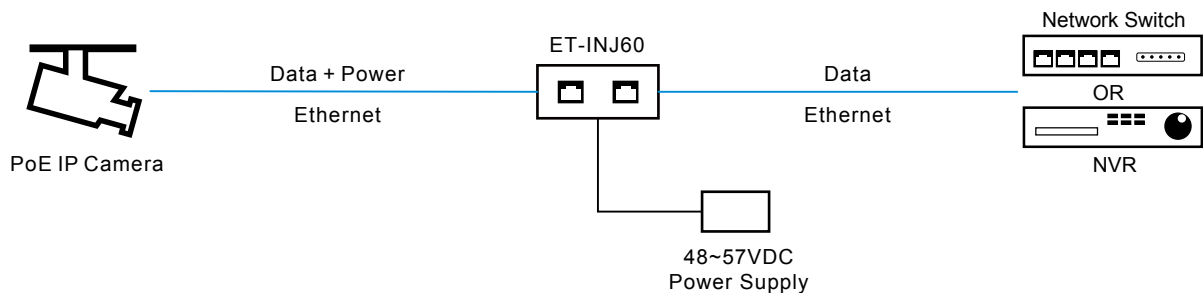 Network Switch
ET-INJ60
Data + Power
Data
OR
Ethernet
Ethernet
PoE IP Camera
NVR
48~57VDC
Power Supply